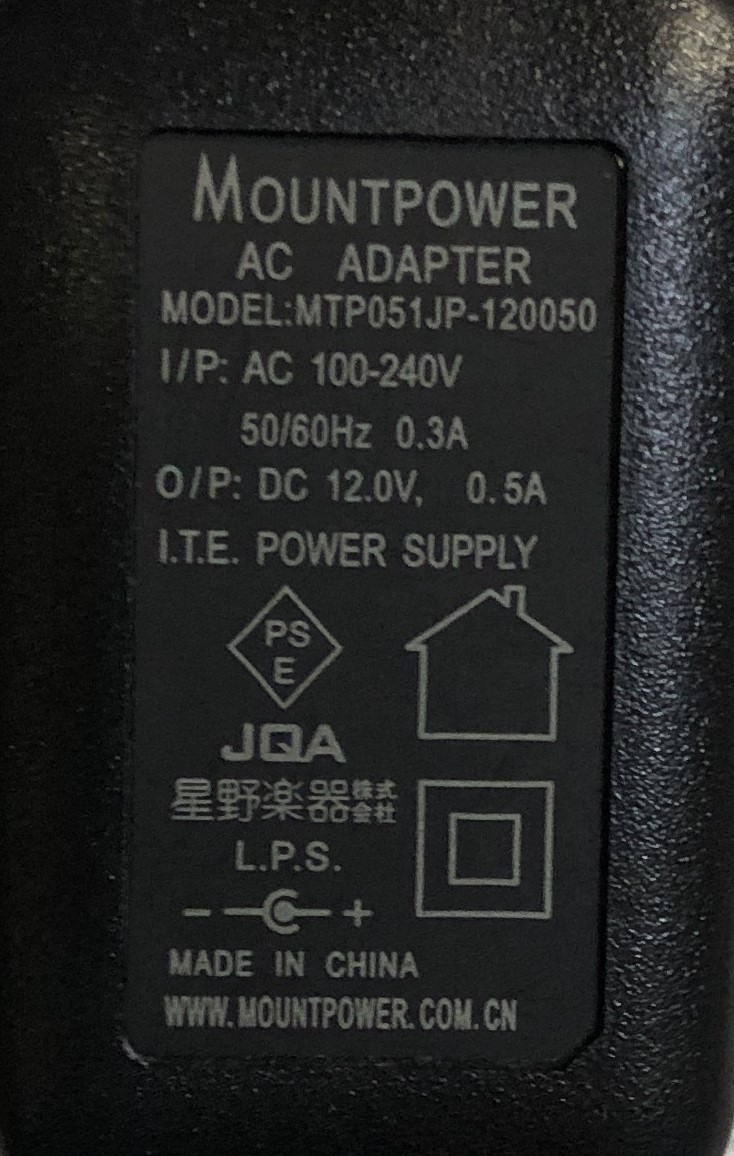 MOUNTPOWER
AC ADAPTER
MODEL:MTP051JP-120050
I/P: AC 100-240V
50/60Hz 0.3A
O/P: DC 12.0V, 0.5A
I.T.E. POWER SUPPLY
PS
E
JQA
星野楽器株式会社
L.P.S.
- +
MADE IN CHINA
WWW.MOUNTPOWER.COM.CN